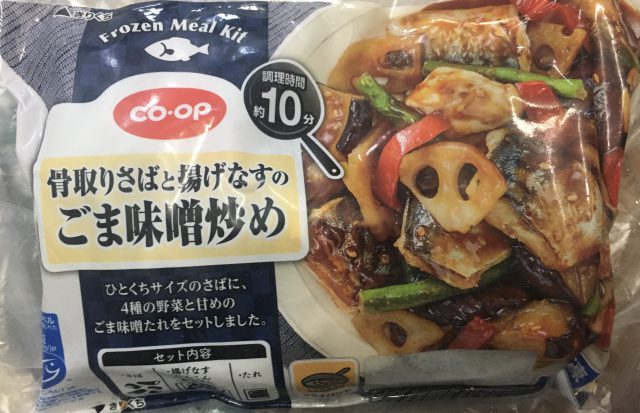 Frozen Meal Kit
CO·OP
調理時間
約10分
骨取りさばと揚げなすの
ごま味噌炒め
ひとくちサイズのさばに、
4種の野菜と甘めの
ごま味噌たれをセットしました。
セット内容
・揚げなす
・たれ